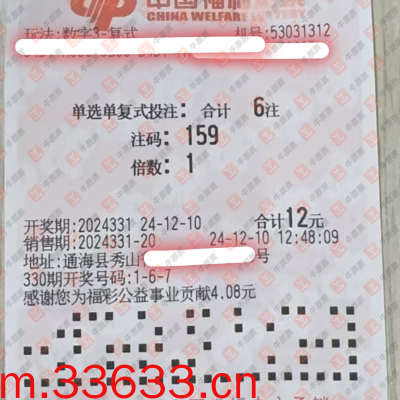 中国福利彩票
CHINA WELFARE
玩法:数字3-复式 机号:53031312
单选单复式投注: 合计 6注
注码: 159
倍数: 1
开奖期:2024331 24-12-10 合计12元
销售期:2024331-20 24-12-10 12:48:09
地址:通海县秀山 号
330期开奖号码:1-6-7
感谢您为福彩公益事业贡献4.08元
m.33633.cn